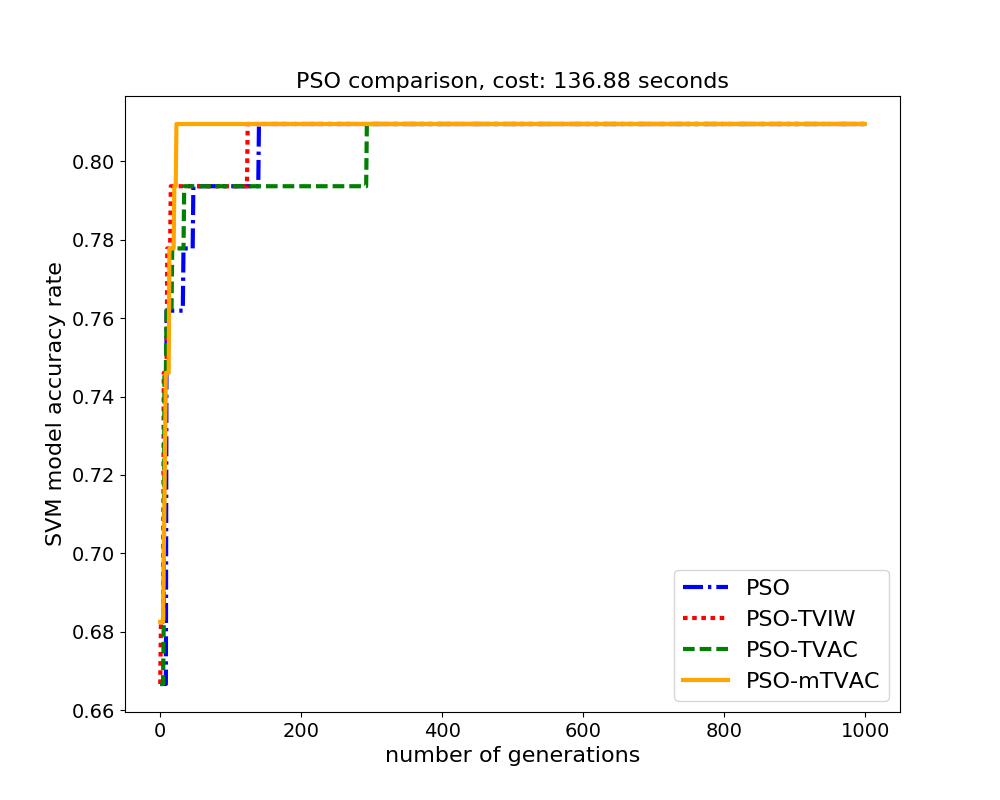 PSO comparison, cost: 136.88 seconds
SVM model accuracy rate
0.80
0.78
0.76
0.74
0.72
0.70
0.68
0.66
PSO
PSO-TVIW
PSO-TVAC
PSO-mTVAC
0 200 400 600 800 1000
number of generations